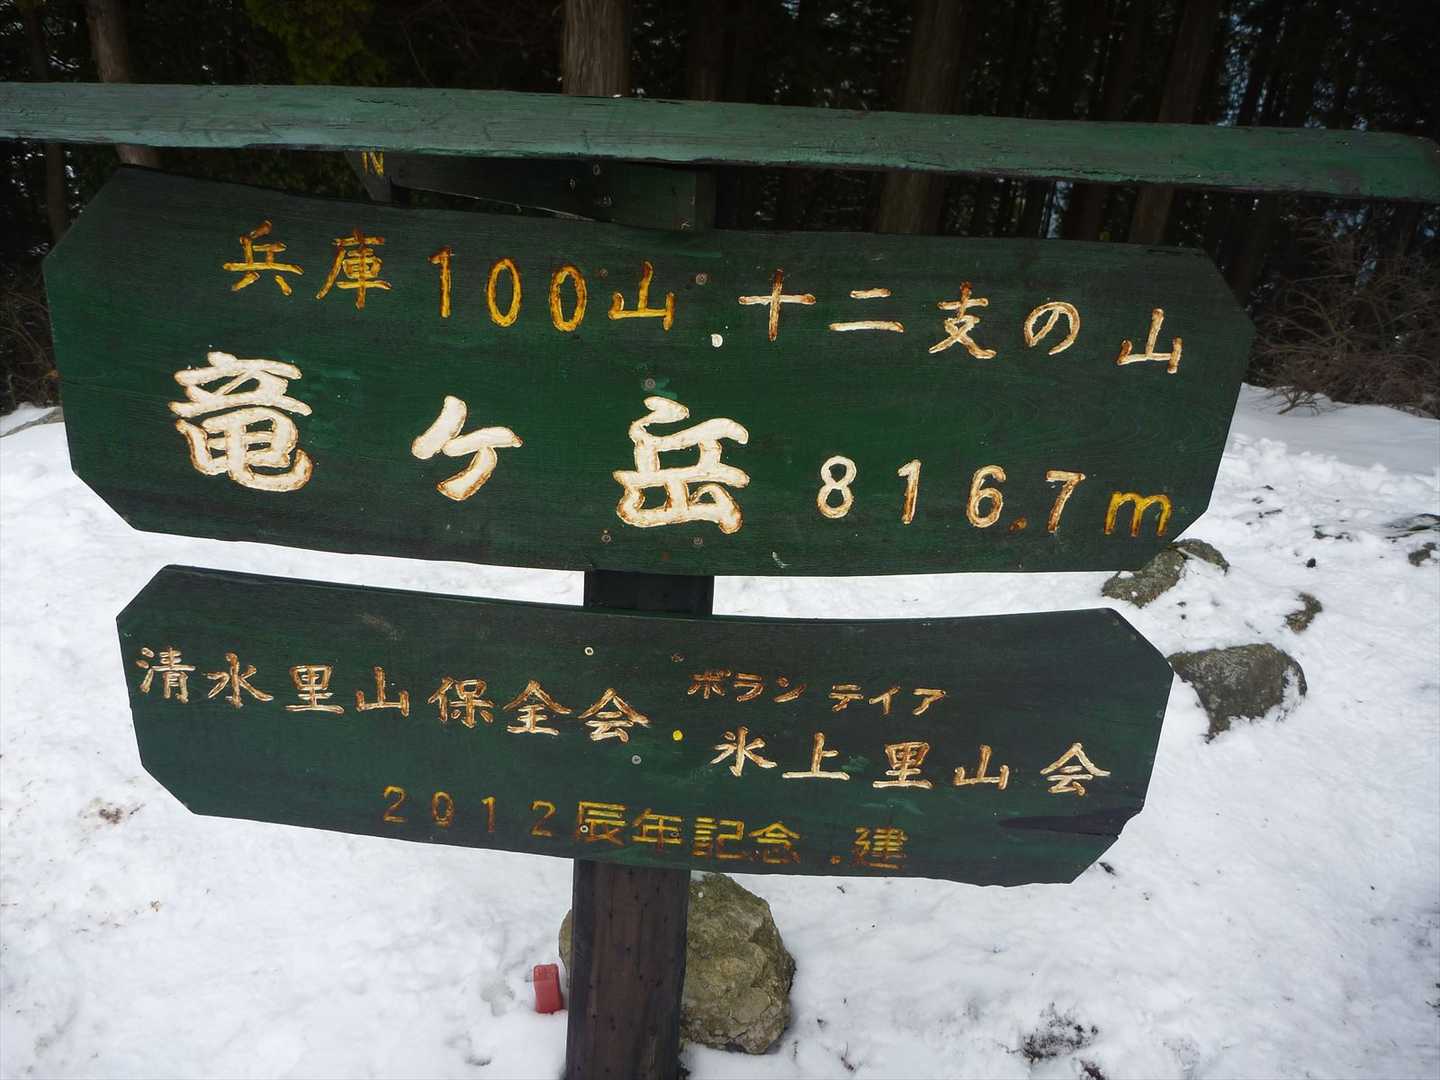 N
兵庫100山.十二支の山
竜ヶ岳 816.7m
清水里山保全会・ボランティア氷上里山会
2012辰年記念.建